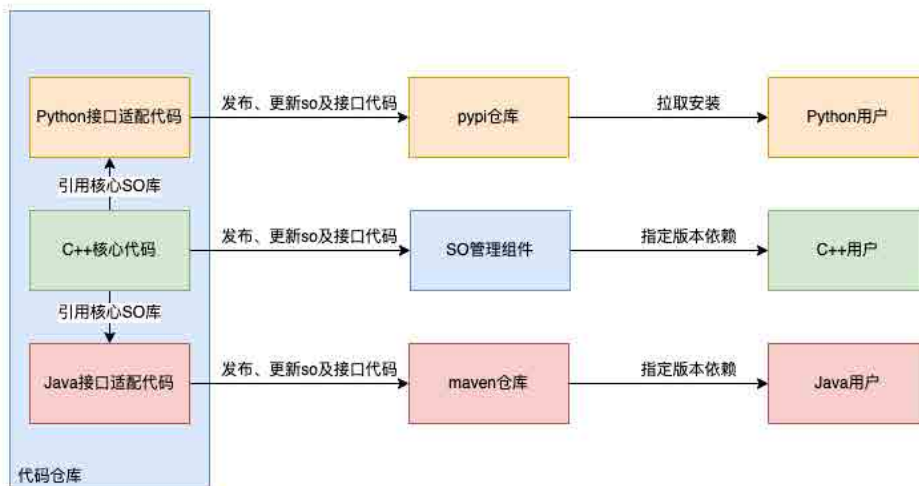 Python接口适配代码
发布、更新so及接口代码
pypi仓库
拉取安装
Python用户
引用核心SO库
C++核心代码
发布、更新so及接口代码
SO管理组件
指定版本依赖
C++用户
引用核心SO库
Java接口适配代码
发布、更新so及接口代码
maven仓库
指定版本依赖
Java用户
代码仓库